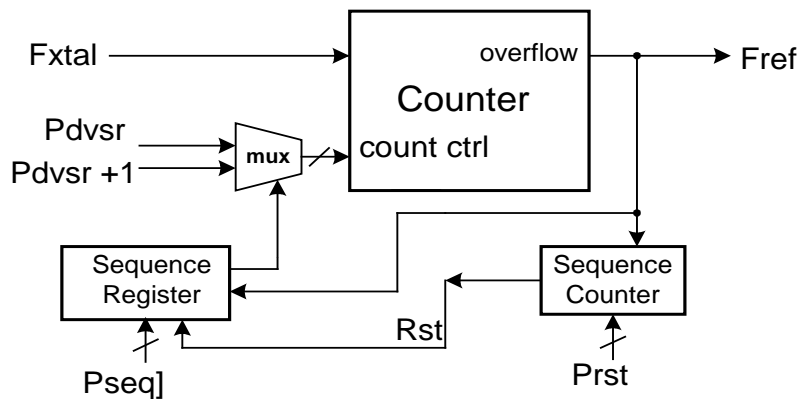 Fxtal
overflow
Fref
Counter
Pdvsr
Pdvsr +1
mux
count ctrl
Sequence
Register
Sequence
Counter
Rst
Pseq]
Prst